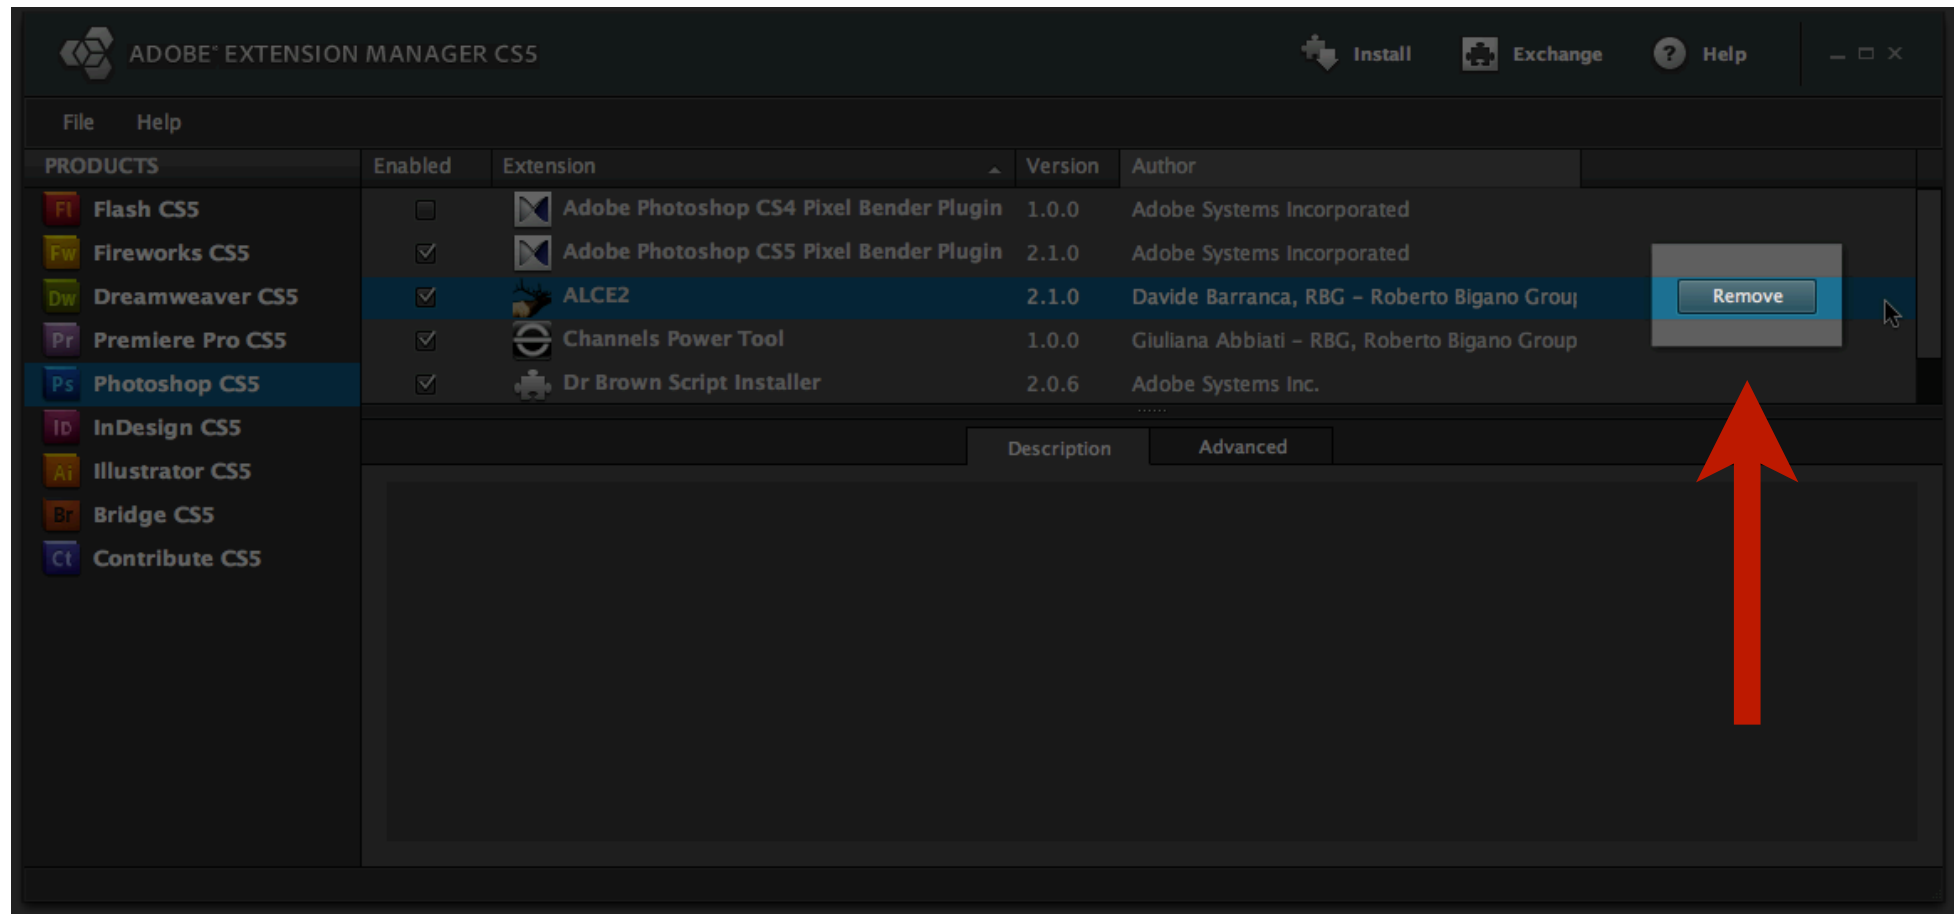 ADOBE® EXTENSION MANAGER CS5 Install Exchange ? Help
File Help
PRODUCTS Enabled Extension Version Author
Fl Flash CS5 Adobe Photoshop CS4 Pixel Bender Plugin 1.0.0 Adobe Systems Incorporated
Fw Fireworks CS5 Adobe Photoshop CS5 Pixel Bender Plugin 2.1.0 Adobe Systems Incorporated
Dw Dreamweaver CS5 ALCE2 2.1.0 Davide Barranca, RBG – Roberto Bigano Remove
Pr Premiere Pro CS5 Channels Power Tool 1.0.0 Giuliana Abbiati – RBG, Roberto Bigano Group
Ps Photoshop CS5 Dr Brown Script Installer 2.0.6 Adobe Systems Inc.
ID InDesign CS5
Description Advanced
Ai Illustrator CS5
Br Bridge CS5
Ct Contribute CS5